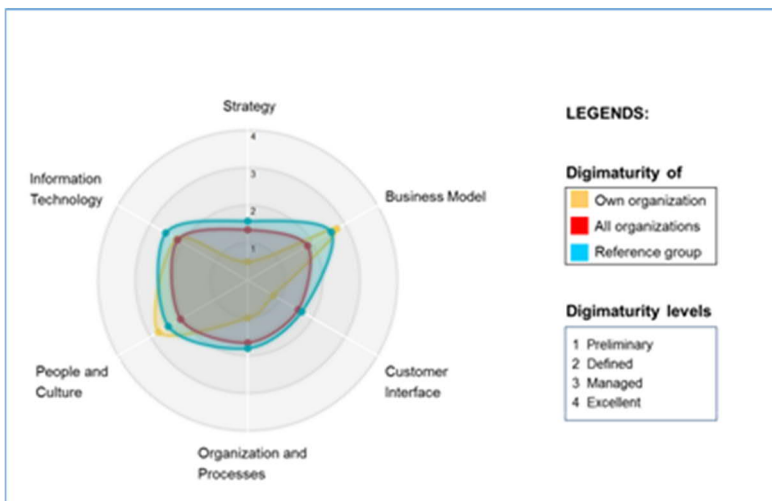 Strategy
4
3
2
1
Information
Technology
Business Model
People and
Culture
Customer
Interface
Organization and
Processes
LEGENDS:
Digimaturity of
Own organization
All organizations
Reference group
Digimaturity levels
1 Preliminary
2 Defined
3 Managed
4 Excellent